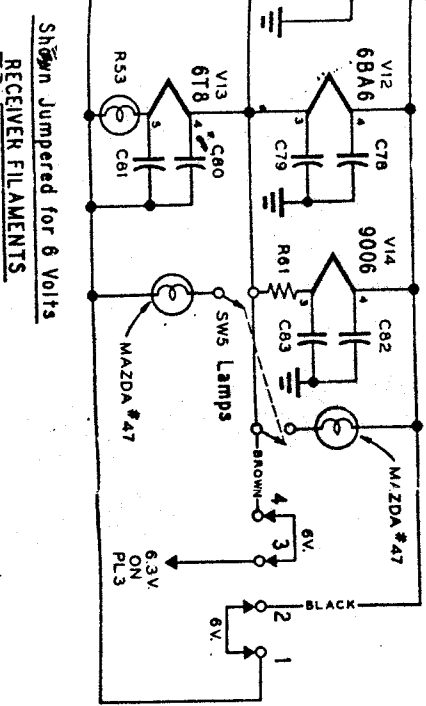 Shown Jumpered for 6 Volts
RECEIVER FILAMENTS
R53
V13
6T8
5
4
C81
C80
V12
6BA6
3
4
C79
C78
V14
9006
R61
3
4
C83
C82
SW5
Lamps
MAZDA #47
MAZDA #47
BROWN
4
3
6V.
6.3V.
ON
PL3
BLACK
2
1
6V.